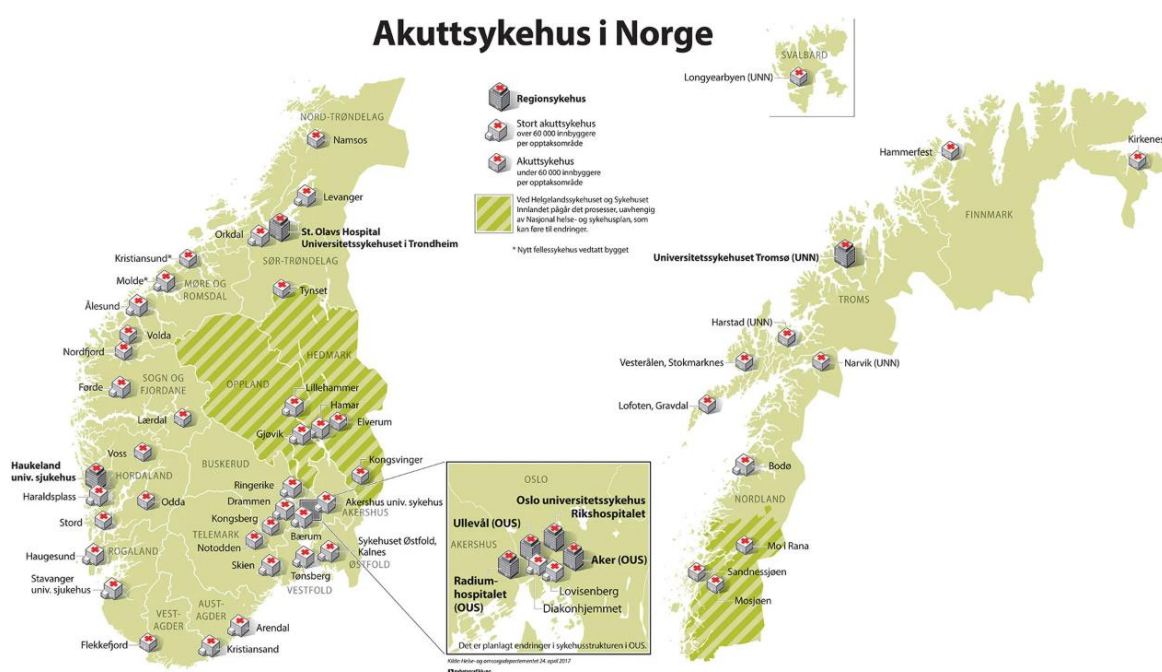 Akuttsykehus i Norge
Regionsykehus
Stort akuttsykehus
over 60 000 innbyggere
per opptaksområde
Akuttsykehus
under 60 000 innbyggere
per opptaksområde
Ved Helgelandssykehuset og Sykehuset
Innlandet pågår det prosesser, uavhengig
av Nasjonal helse- og sykehusplan, som
kan føre til endringer.
* Nytt fellessykehus vedtatt bygget
NORD-TRØNDELAG
Namsos
Levanger
Orkdal
St. Olavs Hospital
Universitetssykehuset i Trondheim
Kristiansund*
SØR-TRØNDELAG
Molde*
MØRE OG
ROMSDAL
Tynset
Ålesund
Volda
Nordfjord
HEDMARK
Førde
SOGN OG
FJORDANE
OPPLAND
Lillehammer
Hamar
Lærdal
Elverum
Gjøvik
Voss
BUSKERUD
Kongsvinger
Haukeland
univ. sjukehus
HORDALAND
Ringerike
Haraldsplass
Odda
Drammen
Akershus univ. sykehus
AKERSHUS
Stord
Kongsberg
TELEMARK
Notodden
Bærum
Sykehuset Østfold,
Kalnes
ØSTFOLD
Haugesund
ROGALAND
Skien
Tønsberg
VESTFOLD
Stavanger
univ. sjukehus
VEST-
AGDER
AUST-
AGDER
Arendal
Flekkefjord
Kristiansand
OSLO
Oslo universitetssykehus
Rikshospitalet
Ullevål (OUS)
AKERSHUS
Aker (OUS)
Radium-
hospitalet
(OUS)
Lovisenberg
Diakonhjemmet
Det er planlagt endringer i sykehusstrukturen i OUS.
Kilde: Helse- og omsorgsdepartementet 24. april 2017
SVALBARD
Longyearbyen (UNN)
Hammerfest
Kirkenes
FINNMARK
Universitetssykehuset Tromsø (UNN)
TROMS
Harstad (UNN)
Vesterålen, Stokmarknes
Narvik (UNN)
Lofoten, Gravdal
Bodø
NORDLAND
Mo I Rana
Sandnessjøen
Mosjøen